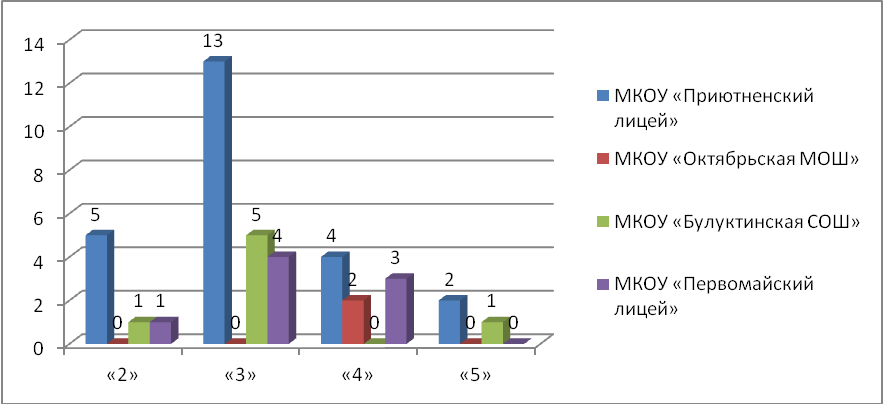 14
12
10
8
6
4
2
0
5 0 1 1
13 0 5 4
4 2 0 3
2 0 1 0
«2» «3» «4» «5»
МКОУ «Приютненский
лицей»
МКОУ «Октябрьская МОШ»
МКОУ «Булуктинская СОШ»
МКОУ «Первомайский
лицей»